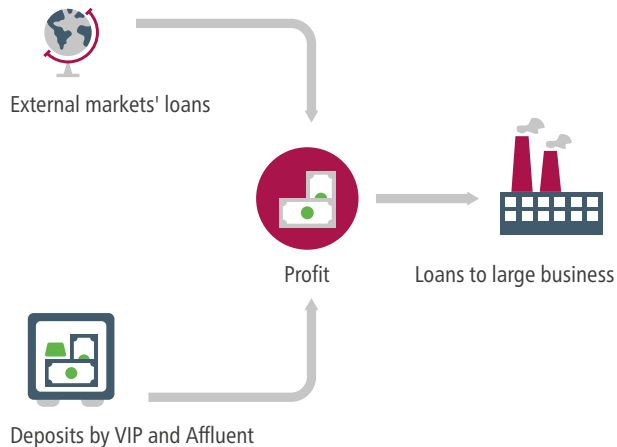 External markets' loans
Profit
Loans to large business
Deposits by VIP and Affluent